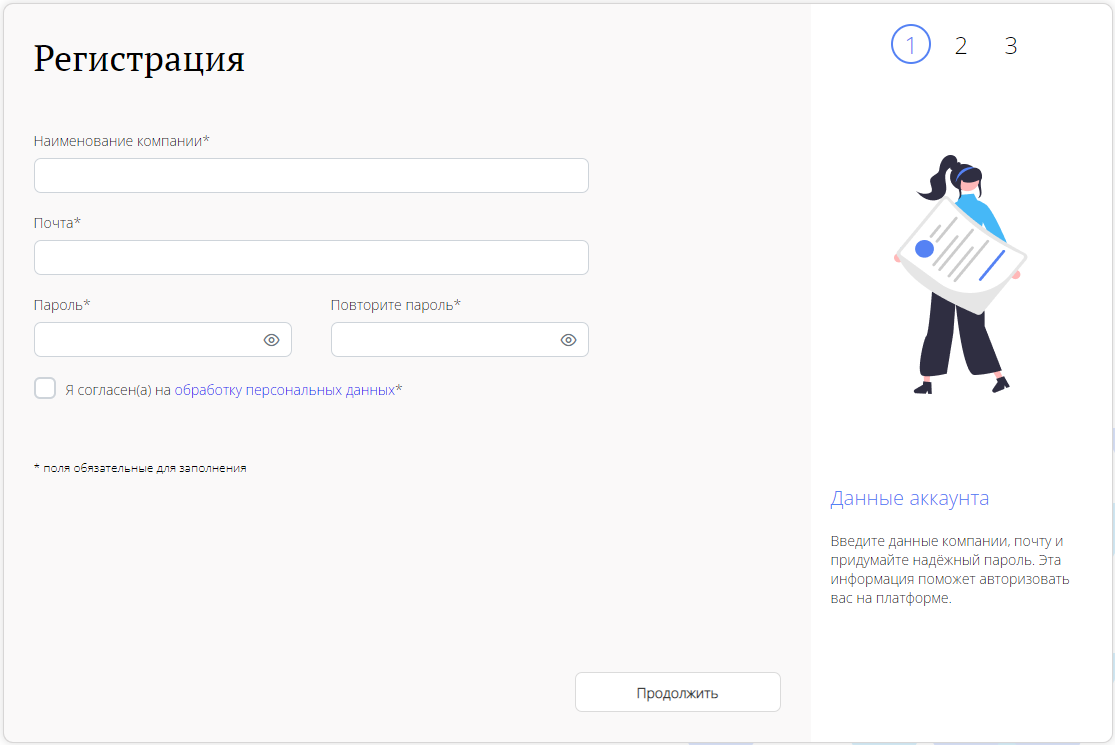 Регистрация
Наименование компании*
Почта*
Пароль*
Повторите пароль*
Я согласен(а) на обработку персональных данных*
* поля обязательные для заполнения
Продолжить
1 2 3
Данные аккаунта
Введите данные компании, почту и
придумайте надёжный пароль. Эта
информация поможет авторизовать
вас на платформе.